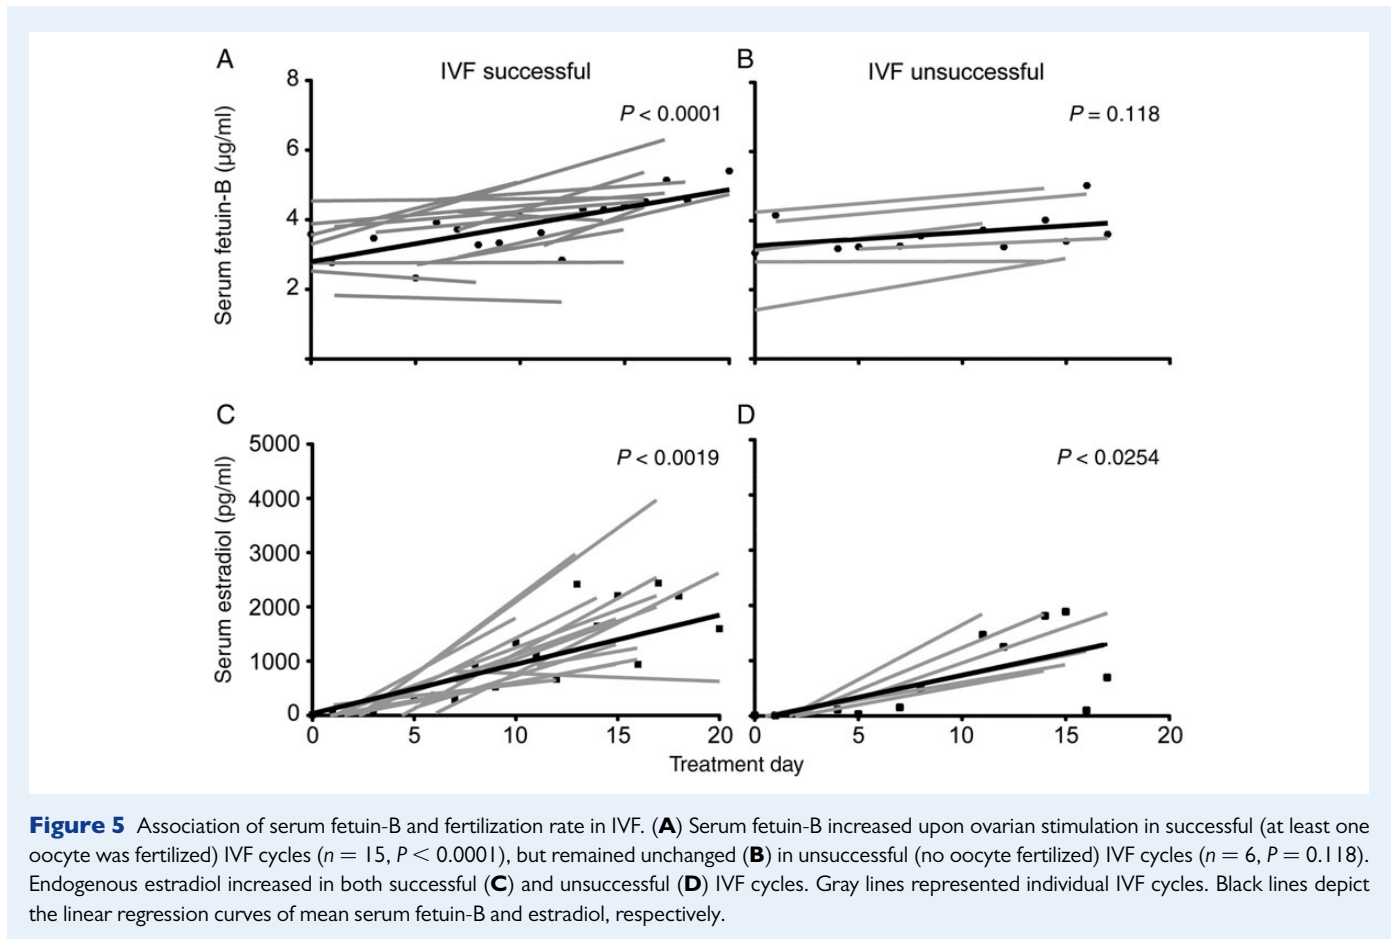 A
IVF successful
P < 0.0001
Serum fetuin-B (µg/ml)
8
6
4
2
B
IVF unsuccessful
P = 0.118
C
P < 0.0019
Serum estradiol (pg/ml)
5000
4000
3000
2000
1000
0
0 5 10 15 20
D
P < 0.0254
0 5 10 15 20
Treatment day
Figure 5 Association of serum fetuin-B and fertilization rate in IVF. (A) Serum fetuin-B increased upon ovarian stimulation in successful (at least one
oocyte was fertilized) IVF cycles (n = 15, P < 0.0001), but remained unchanged (B) in unsuccessful (no oocyte fertilized) IVF cycles (n = 6, P = 0.118).
Endogenous estradiol increased in both successful (C) and unsuccessful (D) IVF cycles. Gray lines represented individual IVF cycles. Black lines depict
the linear regression curves of mean serum fetuin-B and estradiol, respectively.